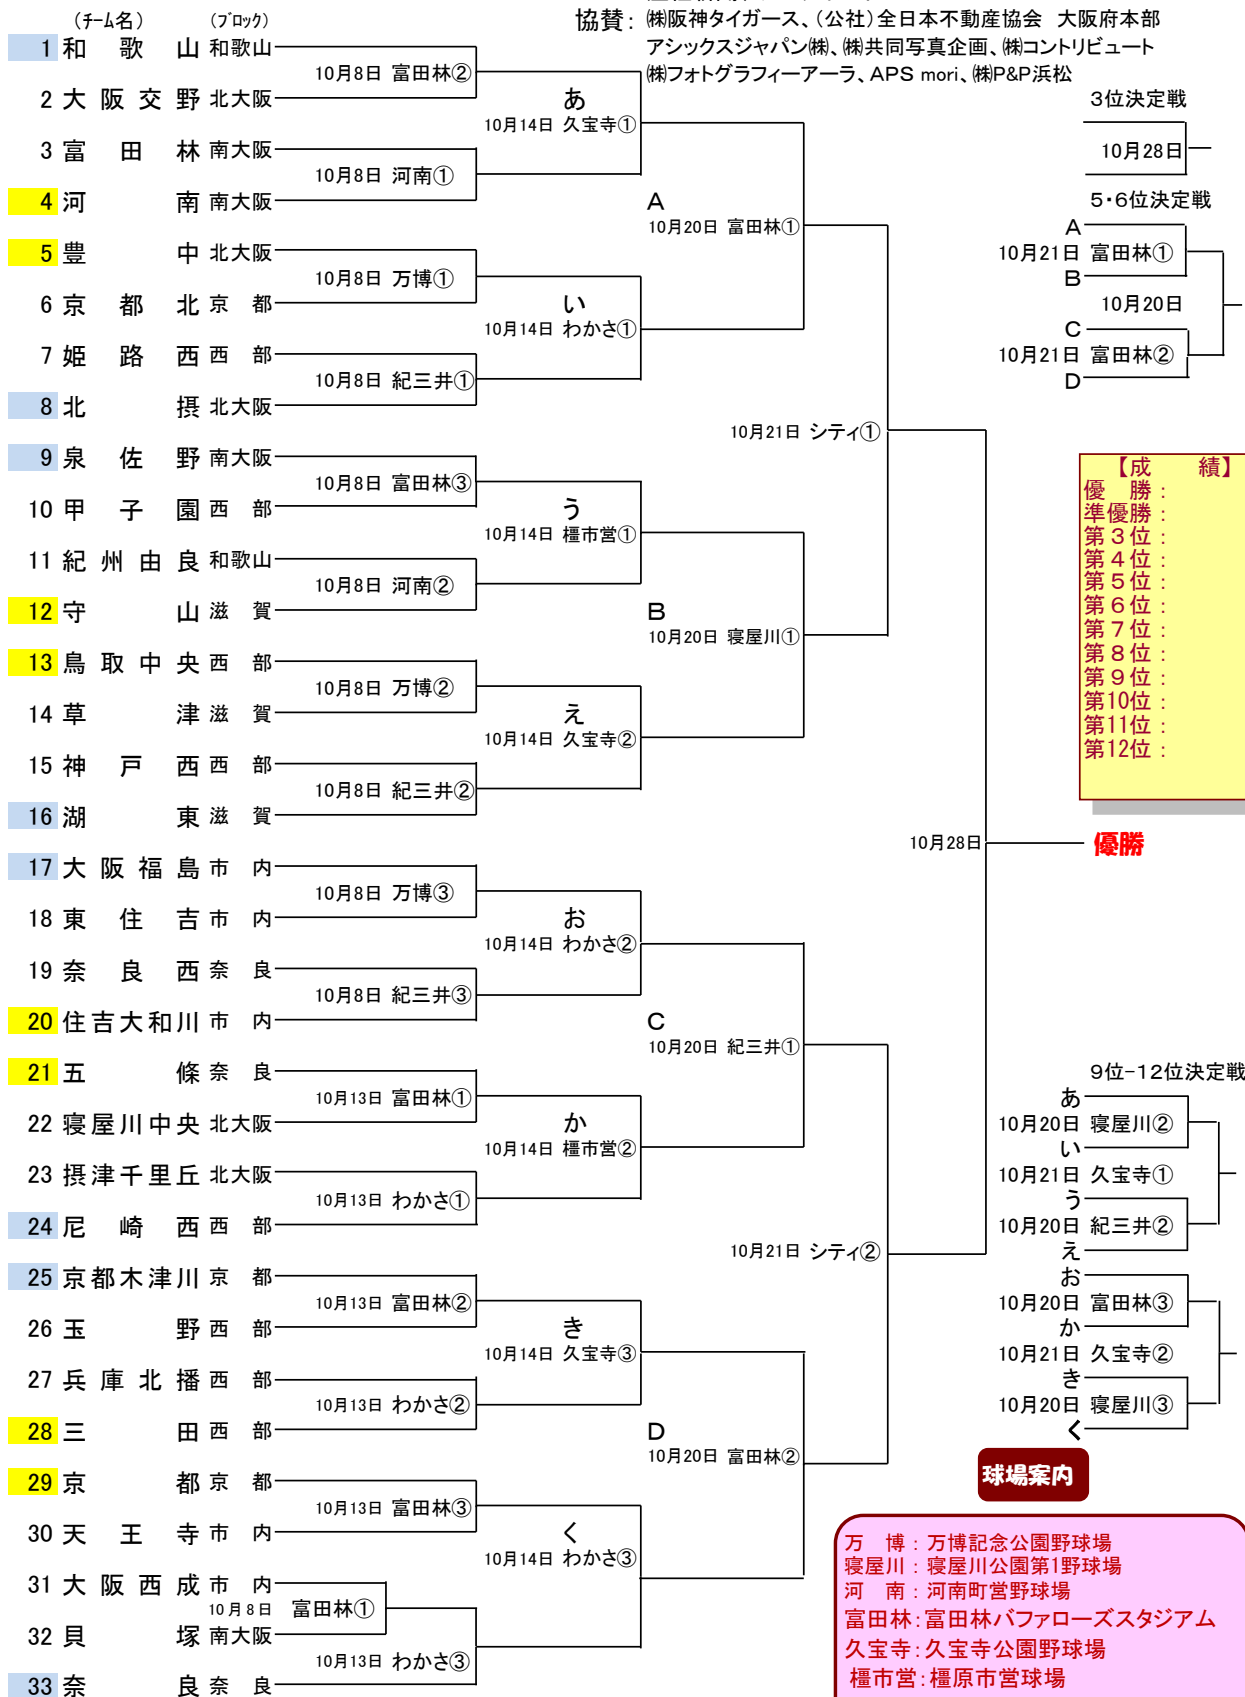 協賛：㈱阪神タイガース、（公社）全日本不動産協会　大阪府本部
アシックスジャパン㈱、㈱共同写真企画、㈱コントリビュート
㈱フォトグラフィーアーラ、APS mori、㈱P&P浜松
（チーム名）　（ブロック）
1 和歌山 和歌山
10月8日 富田林②
2 大阪交野 北大阪
あ
10月14日 久宝寺①
3 富田林 南大阪
10月8日 河南①
4 河南 南大阪
A
10月20日 富田林①
5 豊中 北大阪
10月8日 万博①
6 京都北 京都
い
10月14日 わかさ①
7 姫路西 西部
10月8日 紀三井①
8 北摂 北大阪
10月21日 シティ①
9 泉佐野 南大阪
10月8日 富田林③
10 甲子園 西部
う
10月14日 橿市営①
11 紀州由良 和歌山
10月8日 河南②
12 守山 滋賀
B
10月20日 寝屋川①
13 鳥取中央 西部
10月8日 万博②
14 草津 滋賀
え
10月14日 久宝寺②
15 神戸西 西部
10月8日 紀三井②
16 湖東 滋賀
10月28日
優勝
17 大阪福島 市内
10月8日 万博③
18 東住吉 市内
お
10月14日 わかさ②
19 奈良西 奈良
10月8日 紀三井③
20 住吉大和川 市内
C
10月20日 紀三井①
21 五條 奈良
10月13日 富田林①
22 寝屋川中央 北大阪
か
10月14日 橿市営②
23 摂津千里丘 北大阪
10月13日 わかさ①
24 尼崎西 西部
10月21日 シティ②
25 京都木津川 京都
10月13日 富田林②
26 玉野 西部
き
10月14日 久宝寺③
27 兵庫北播 西部
10月13日 わかさ②
28 三田 西部
D
10月20日 富田林②
29 京都 京都
10月13日 富田林③
30 天王寺 市内
く
10月14日 わかさ③
31 大阪西成 市内
10月8日 富田林①
32 貝塚 南大阪
10月13日 わかさ③
33 奈良 奈良
3位決定戦
10月28日
5・6位決定戦
A
10月21日 富田林①
B
10月20日
C
10月21日 富田林②
D
【成　績】
優　勝：
準優勝：
第３位：
第４位：
第５位：
第６位：
第７位：
第８位：
第９位：
第10位：
第11位：
第12位：
9位-12位決定戦
あ
10月20日 寝屋川②
い
10月21日 久宝寺①
う
10月20日 紀三井②
え
お
10月20日 富田林③
か
10月21日 久宝寺②
き
10月20日 寝屋川③
く
球場案内
万　博：万博記念公園野球場
寝屋川：寝屋川公園第1野球場
河　南：河南町営野球場
富田林：富田林バファローズスタジアム
久宝寺：久宝寺公園野球場
橿市営：橿原市営球場